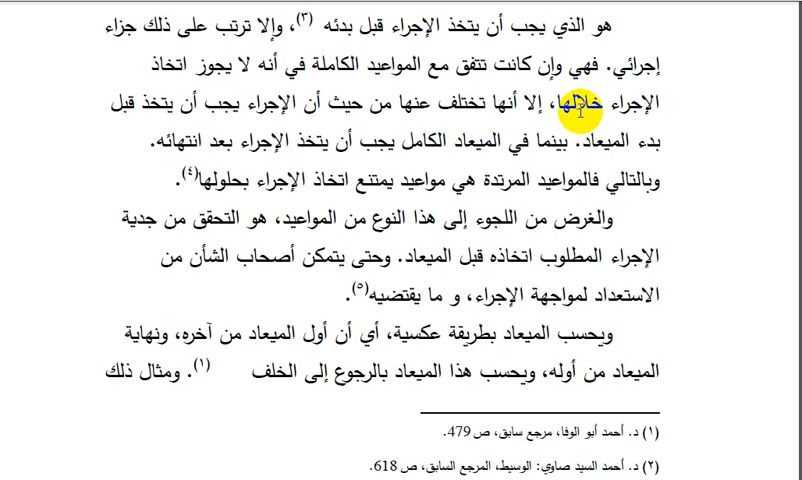 هو الذي يجب أن يتخذ الإجراء قبل بدئه (٣)، وإلا ترتب على ذلك جزاء
إجرائي. فهي وإن كانت تتفق مع المواعيد الكاملة في أنه لا يجوز اتخاذ
الإجراء خلالها، إلا أنها تختلف عنها من حيث أن الإجراء يجب أن يتخذ قبل
بدء الميعاد. بينما في الميعاد الكامل يجب أن يتخذ الإجراء بعد انتهائه.
وبالتالي فالمواعيد المرتدة هي مواعيد يمتنع اتخاذ الإجراء بحلولها(٤).
والغرض من اللجوء إلى هذا النوع من المواعيد، هو التحقق من جدية
الإجراء المطلوب اتخاذه قبل الميعاد. وحتى يتمكن أصحاب الشأن من
الاستعداد لمواجهة الإجراء، و ما يقتضيه(٥).
ويحسب الميعاد بطريقة عكسية، أي أن أول الميعاد من آخره، ونهاية
الميعاد من أوله، ويحسب هذا الميعاد بالرجوع إلى الخلف (١). ومثال ذلك
(١) د. أحمد أبو الوفا، مرجع سابق، ص 479.
(٢) د. أحمد السيد صاوي: الوسيط، المرجع السابق، ص 618.